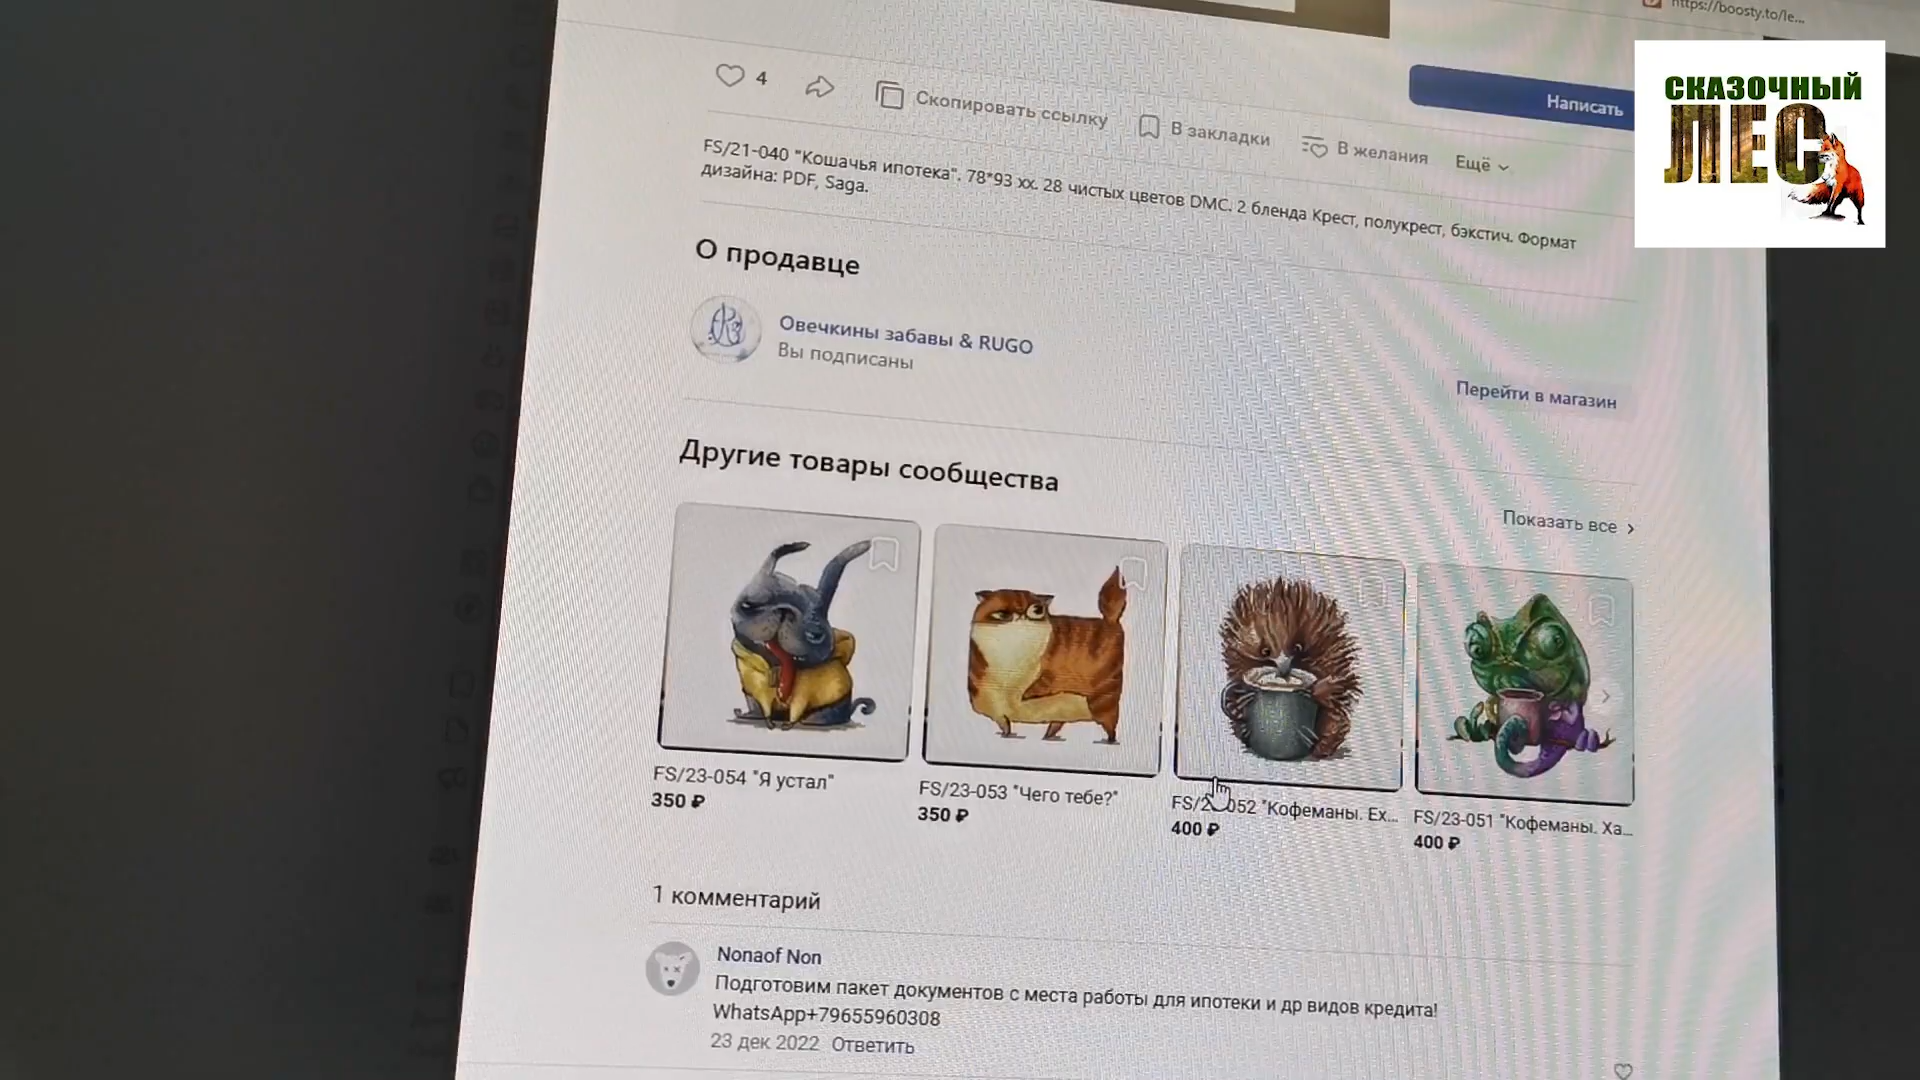 https://boosty.to/le...
СКАЗОЧНЫЙ
ЛЕС
4
Скопировать ссылку
В закладки
В желания
Ещё
Написать
FS/21-040 "Кошачья ипотека". 78*93 хх. 28 чистых цветов DMC. 2 бленда Крест, полукрест, бэкстич. Формат
дизайна: PDF, Saga.
О продавце
Овечкины забавы & RUGO
Вы подписаны
Перейти в магазин
Другие товары сообщества
Показать все
FS/23-054 "Я устал"
350 ₽
FS/23-053 "Чего тебе?"
350 ₽
052 "Кофеманы. Ex...
400 ₽
FS/23-051 "Кофеманы. Ха...
400 ₽
1 комментарий
Nonaof Non
Подготовим пакет документов с места работы для ипотеки и др видов кредита!
WhatsApp+79655960308
23 дек 2022 Ответить